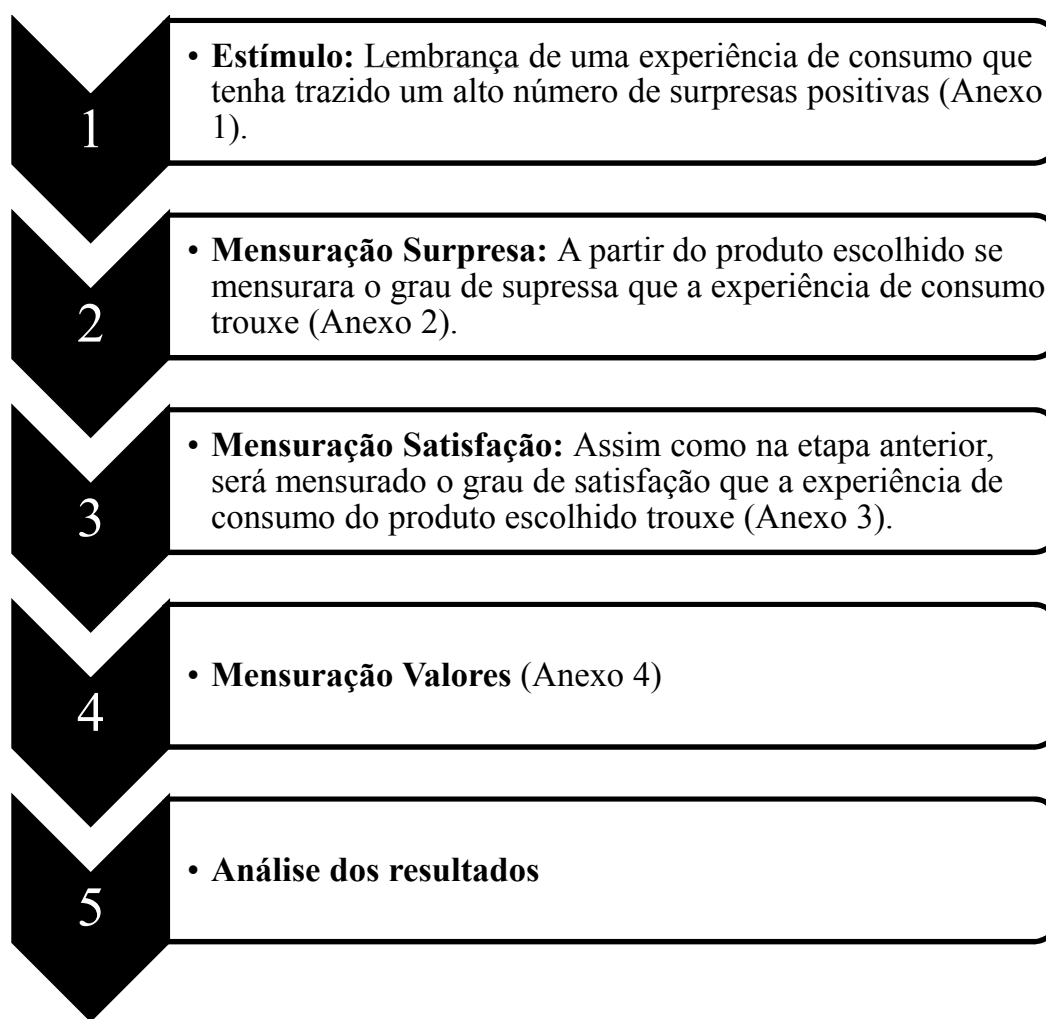 1
• Estímulo: Lembrança de uma experiência de consumo que
tenha trazido um alto número de surpresas positivas (Anexo
1).
2
• Mensuração Surpresa: A partir do produto escolhido se
mensurara o grau de supressa que a experiência de consumo
trouxe (Anexo 2).
3
• Mensuração Satisfação: Assim como na etapa anterior,
será mensurado o grau de satisfação que a experiência de
consumo do produto escolhido trouxe (Anexo 3).
4
• Mensuração Valores (Anexo 4)
5
• Análise dos resultados